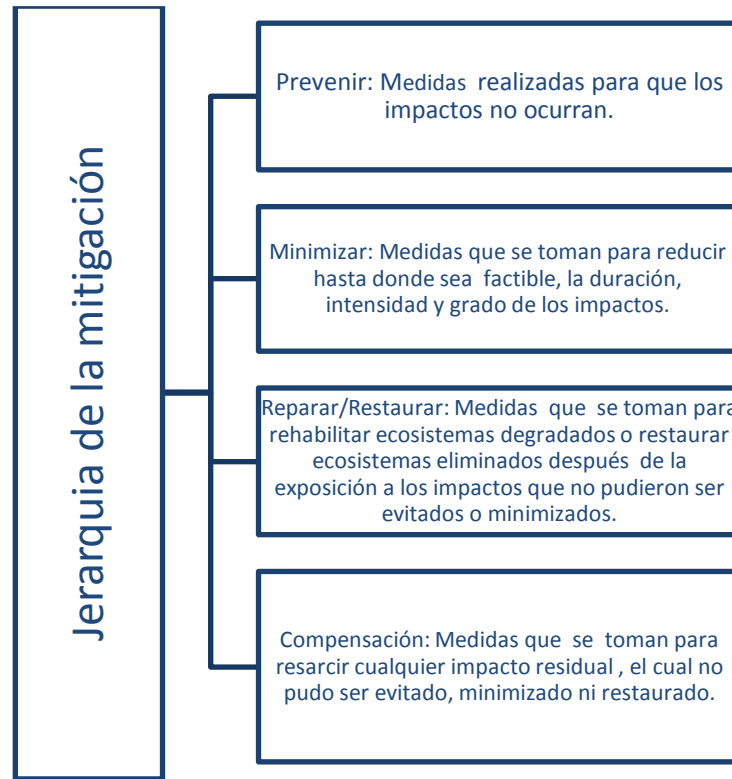 Jerarquia de la mitigación
Prevenir: Medidas realizadas para que los
impactos no ocurran.
Minimizar: Medidas que se toman para reducir
hasta donde sea factible, la duración,
intensidad y grado de los impactos.
Reparar/Restaurar: Medidas que se toman para
rehabilitar ecosistemas degradados o restaurar
ecosistemas eliminados después de la
exposición a los impactos que no pudieron ser
evitados o minimizados.
Compensación: Medidas que se toman para
resarcir cualquier impacto residual , el cual no
pudo ser evitado, minimizado ni restaurado.